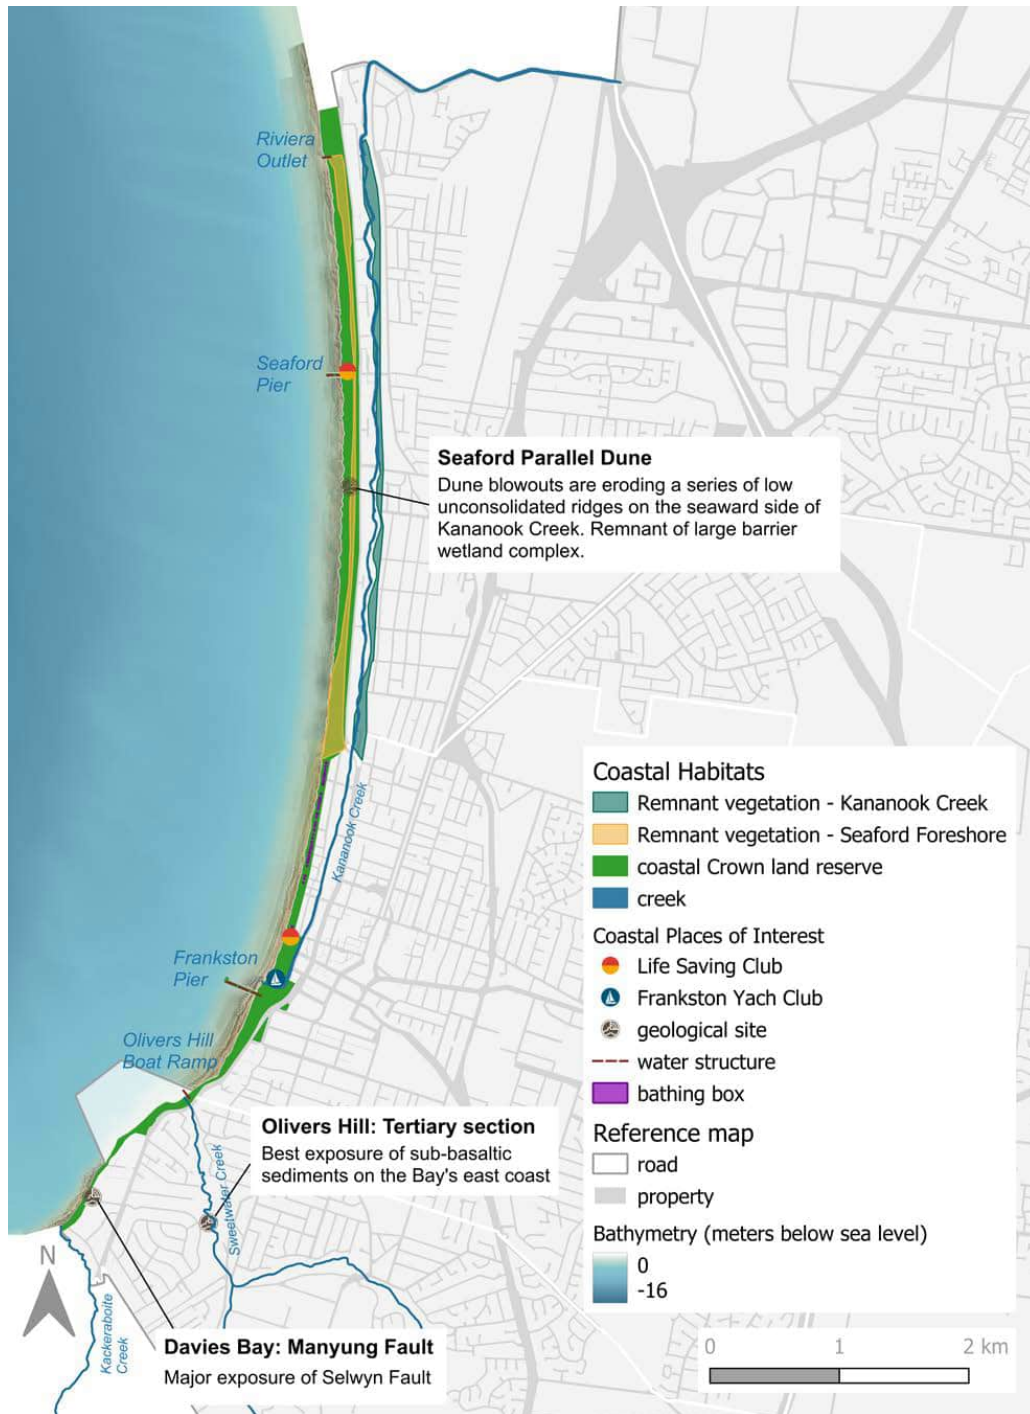 Riviera
Outlet
Seaford
Pier
Seaford Parallel Dune
Dune blowouts are eroding a series of low
unconsolidated ridges on the seaward side of
Kananook Creek. Remnant of large barrier
wetland complex.
Kananook Creek
Frankston
Pier
Olivers Hill
Boat Ramp
Olivers Hill: Tertiary section
Best exposure of sub-basaltic
sediments on the Bay's east coast
Sweetwater Creek
N
Kackeraboite
Creek
Davies Bay: Manyung Fault
Major exposure of Selwyn Fault
Coastal Habitats
Remnant vegetation - Kananook Creek
Remnant vegetation - Seaford Foreshore
coastal Crown land reserve
creek
Coastal Places of Interest
Life Saving Club
Frankston Yach Club
geological site
water structure
bathing box
Reference map
road
property
Bathymetry (meters below sea level)
0
-16
0 1 2 km